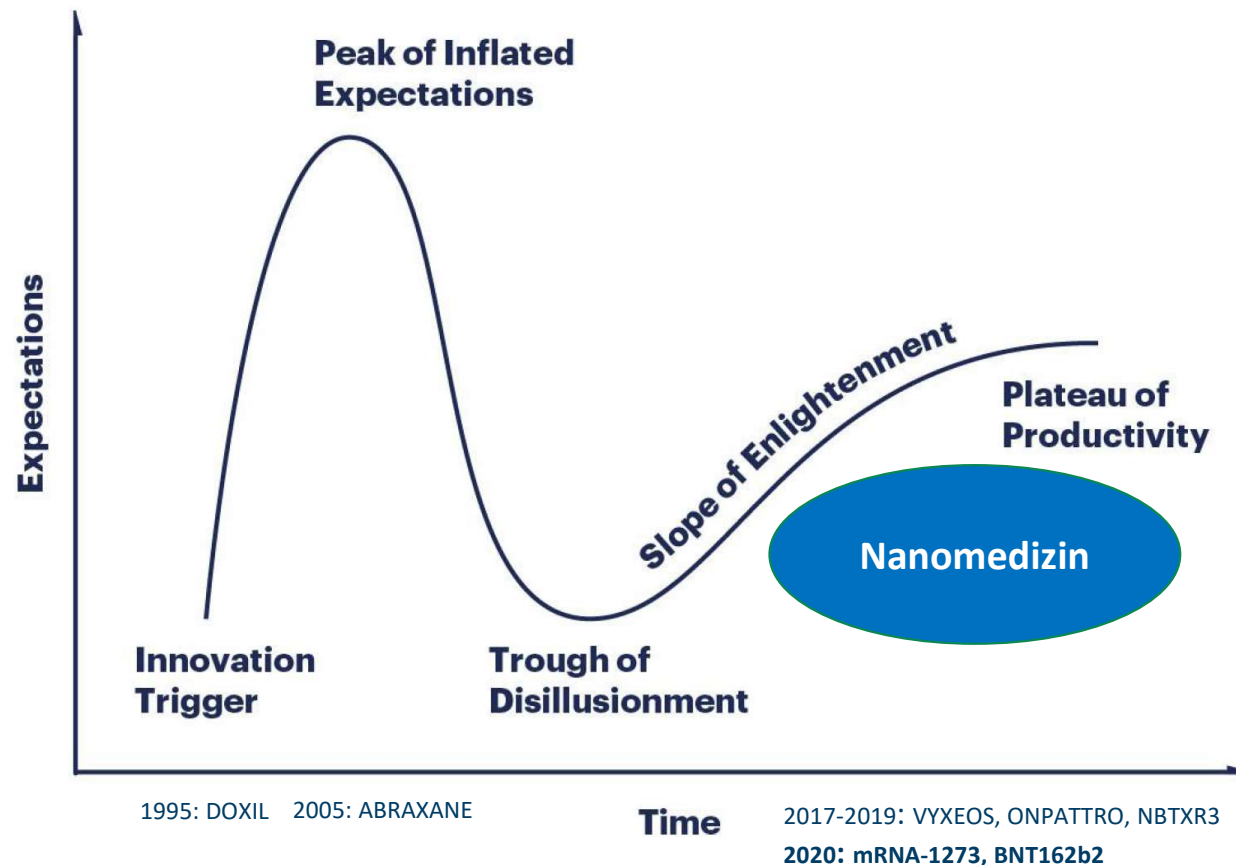 Peak of Inflated
Expectations
Expectations
Slope of Enlightenment
Plateau of
Productivity
Nanomedizin
Innovation
Trigger
Trough of
Disillusionment
1995: DOXIL 2005: ABRAXANE
Time
2017-2019: VYXEOS, ONPATTRO, NBTXR3
2020: mRNA-1273, BNT162b2